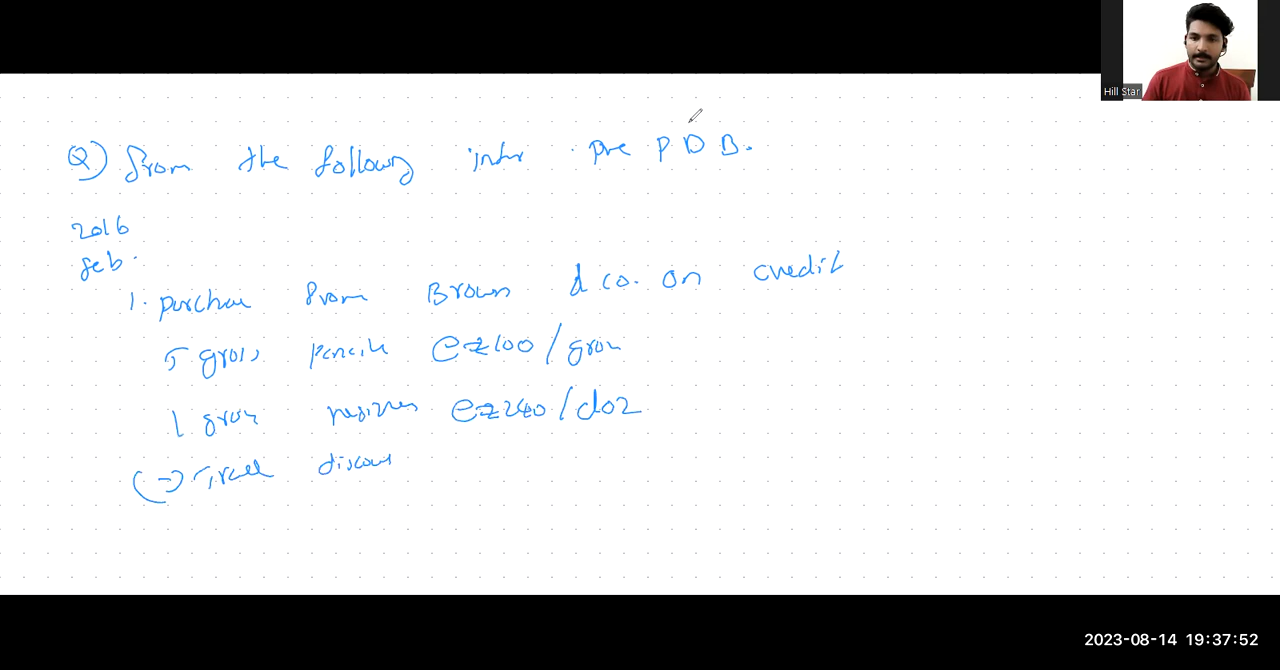 Hill Star
Q) from the following infor . pre P D B.
2016
feb.
1. purchase from Brown & co. on credit
5 gross pencils @ ₹100 / gross
1 gross registers @ ₹240 / doz
(-) Trade discount
2023-08-14 19:37:52